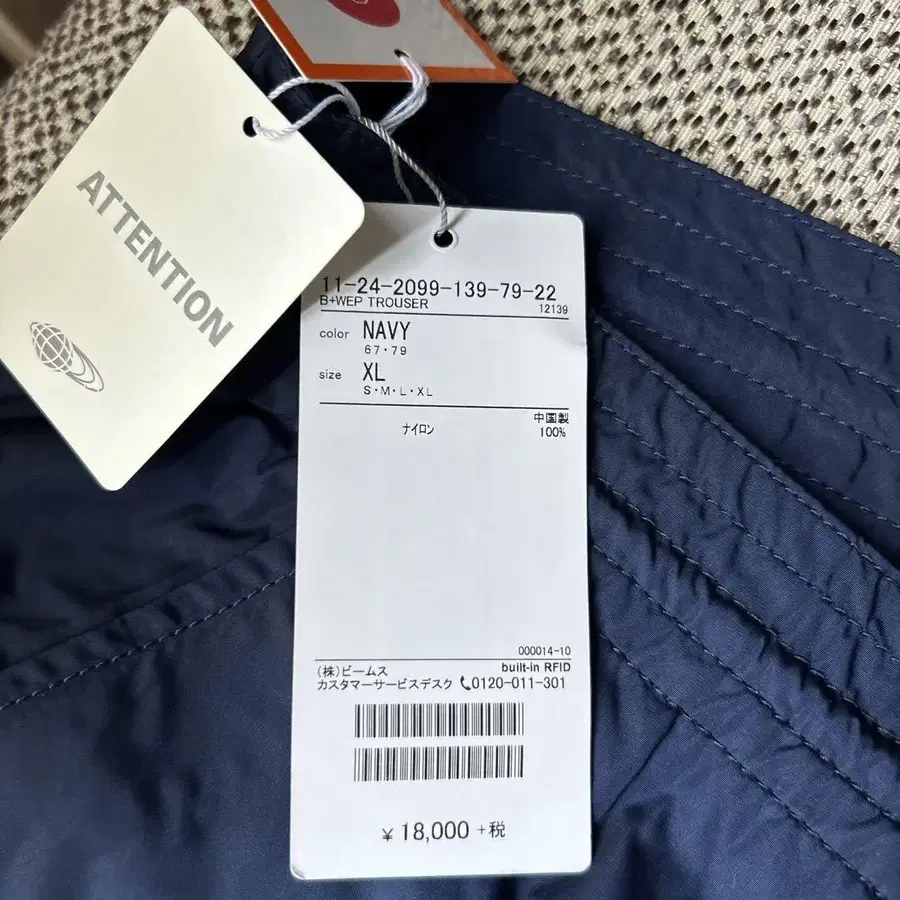 ATTENTION
11-24-2099-139-79-22
B+WEP TROUSER 12139
color NAVY
67・79
size XL
S・M・L・XL
中国製
ナイロン 100%
000014-10
(株)ビームス built-in RFID
カスタマーサービスデスク 0120-011-301
¥ 18,000 +税